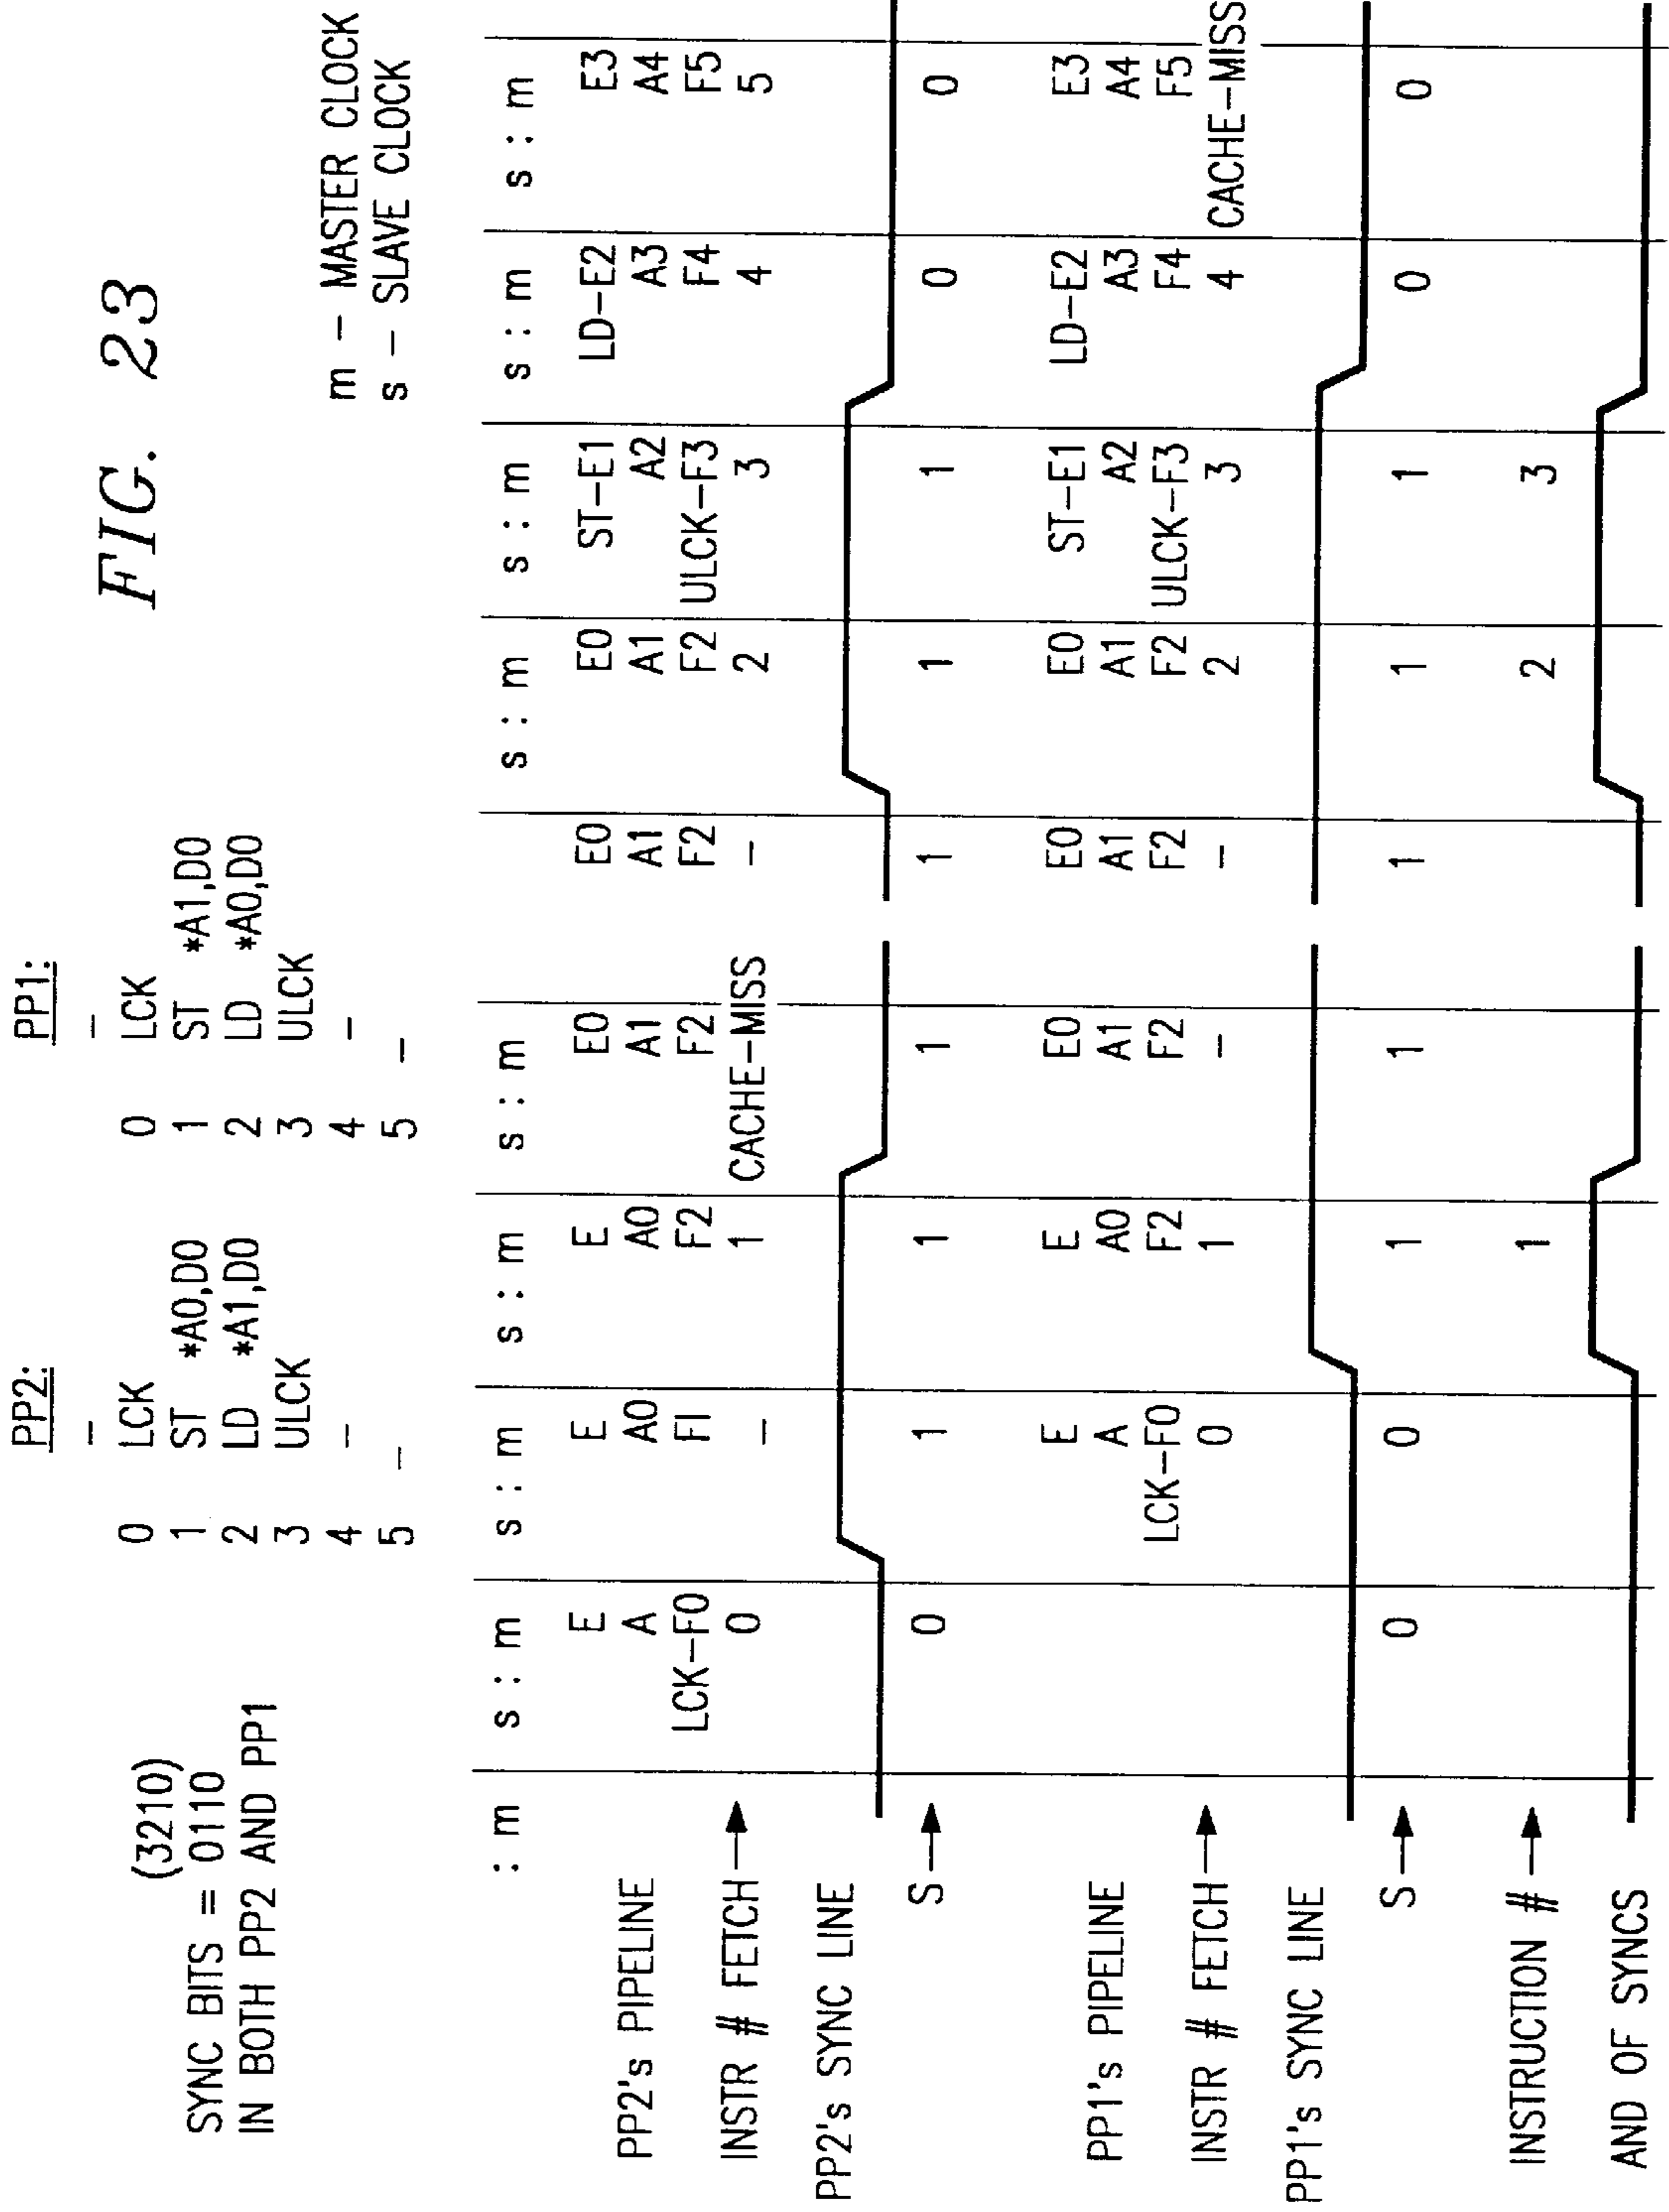 FIG. 23
(3210)
SYNC BITS = 0110
IN BOTH PP2 AND PP1
PP2:
–
0 LCK
1 ST *A0,D0
2 LD *A1,D0
3 ULCK
4 –
5 –
PP1:
–
0 LCK
1 ST *A1,D0
2 LD *A0,D0
3 ULCK
4 –
5 –
m – MASTER CLOCK
s – SLAVE CLOCK
: m s : m s : m s : m s : m s : m s : m s : m s : m
PP2's PIPELINE
E E E E0 E0 E0 ST–E1 LD–E2 E3
A A0 A0 A1 A1 A1 A2 A3 A4
LCK–F0 FI F2 F2 F2 F2 ULCK–F3 F4 F5
INSTR # FETCH 0 – 1 CACHE–MISS – 2 3 4 5
PP2's SYNC LINE
S 0 1 1 1 1 1 1 0 0
PP1's PIPELINE
E E E0 E0 E0 ST–E1 LD–E2 E3
A A0 A1 A1 A1 A2 A3 A4
LCK–F0 F2 F2 F2 F2 ULCK–F3 F4 F5
INSTR # FETCH 0 1 – – 2 3 4 CACHE–MISS
PP1's SYNC LINE
S 0 0 1 1 1 1 1 0 0
INSTRUCTION # 1 2 3
AND OF SYNCS